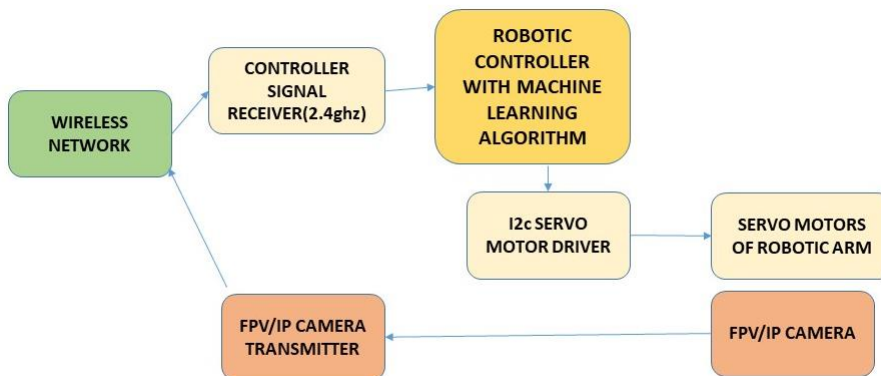 WIRELESS
NETWORK
CONTROLLER
SIGNAL
RECEIVER(2.4ghz)
ROBOTIC
CONTROLLER
WITH MACHINE
LEARNING
ALGORITHM
I2c SERVO
MOTOR DRIVER
SERVO MOTORS
OF ROBOTIC ARM
FPV/IP CAMERA
TRANSMITTER
FPV/IP CAMERA